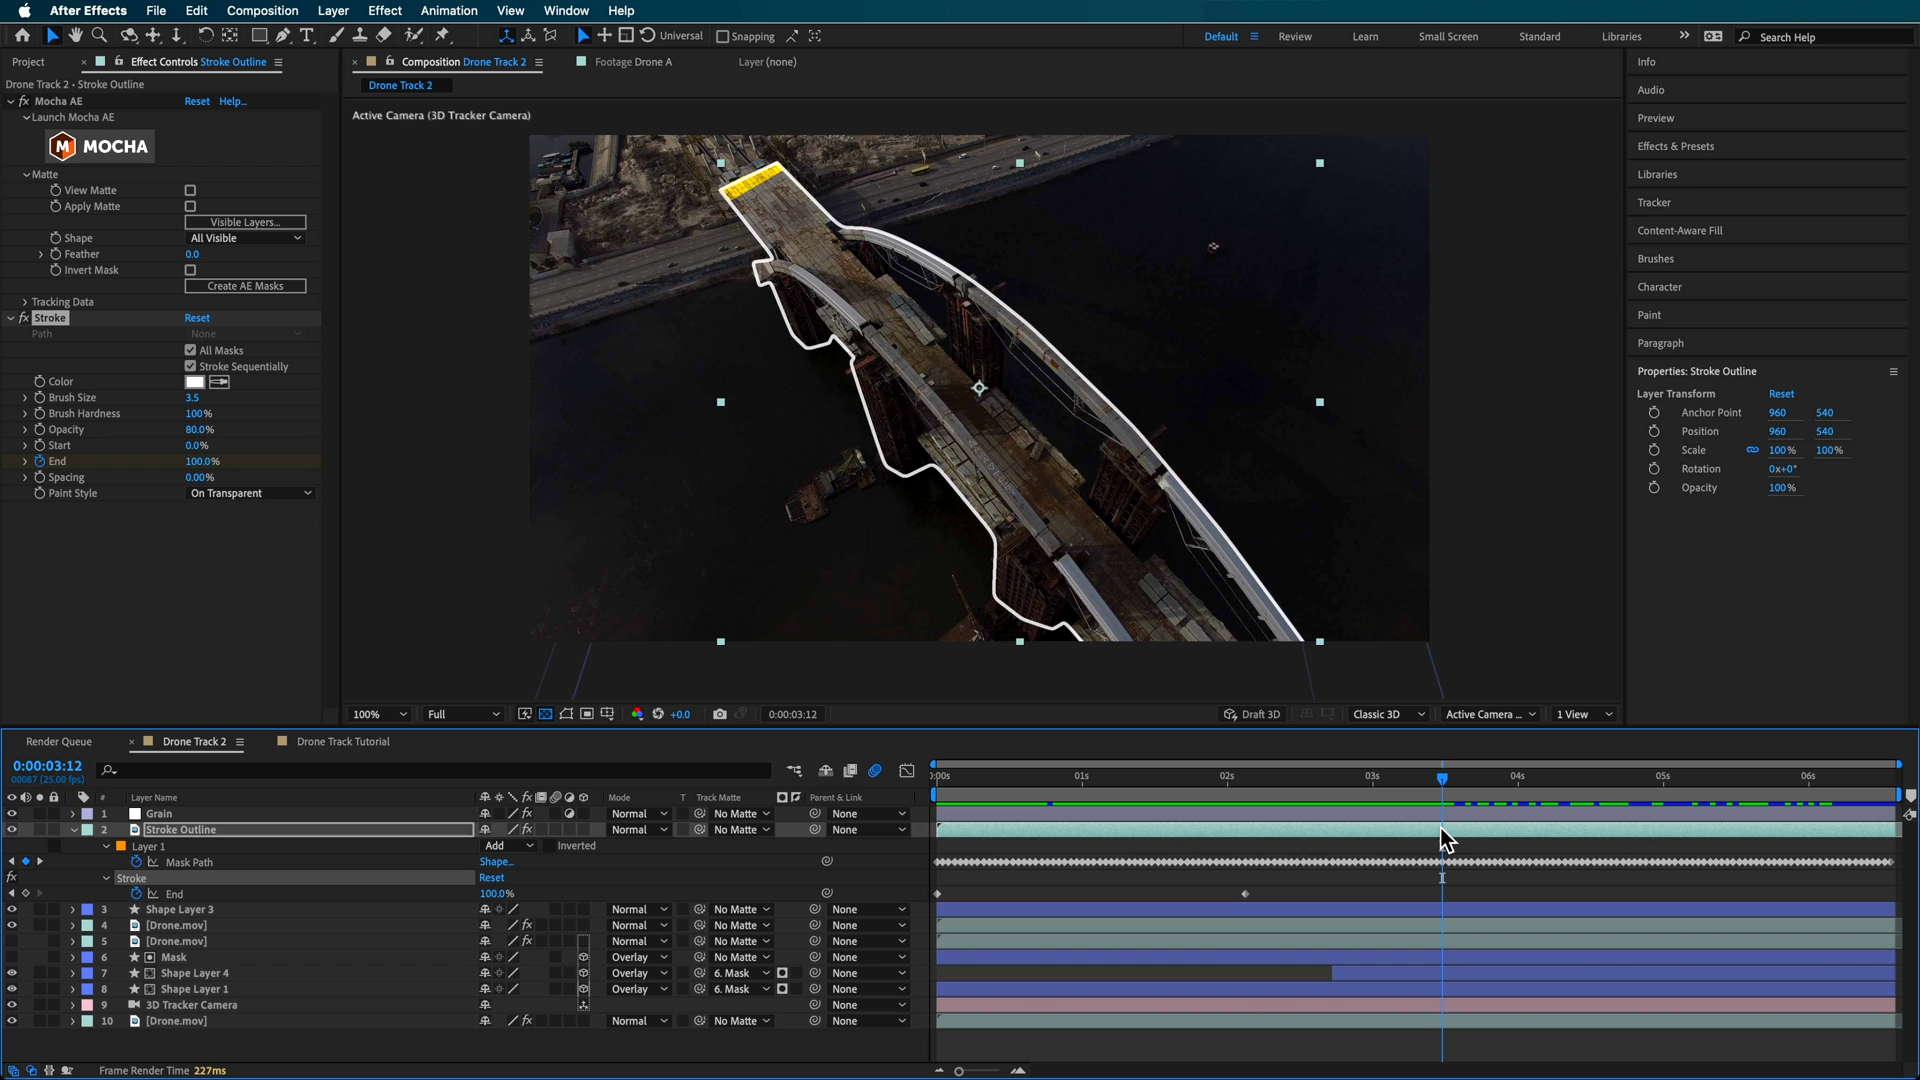 After Effects File Edit Composition Layer Effect Animation View Window Help
Universal Snapping Default Review Learn Small Screen Standard Libraries Search Help
Project Effect Controls Stroke Outline
Drone Track 2 • Stroke Outline
Mocha AE Reset Help...
Launch Mocha AE
MOCHA
Matte
View Matte
Apply Matte
Visible Layers...
Shape All Visible
Feather 0.0
Invert Mask
Create AE Masks
Tracking Data
Stroke Reset
Path None
All Masks
Stroke Sequentially
Color
Brush Size 3.5
Brush Hardness 100%
Opacity 80.0%
Start 0.0%
End 100.0%
Spacing 0.00%
Paint Style On Transparent
Composition Drone Track 2 Footage Drone A Layer (none)
Drone Track 2
Active Camera (3D Tracker Camera)
100% Full +0.0 0:00:03:12 Draft 3D Classic 3D Active Camera ... 1 View
Info
Audio
Preview
Effects & Presets
Libraries
Tracker
Content-Aware Fill
Brushes
Character
Paint
Paragraph
Properties: Stroke Outline
Layer Transform Reset
Anchor Point 960 540
Position 960 540
Scale 100% 100%
Rotation 0x+0°
Opacity 100%
Render Queue Drone Track 2 Drone Track Tutorial
0:00:03:12
00087 (25.00 fps)
0:00s 01s 02s 03s 04s 05s 06s
# Layer Name Mode T Track Matte Parent & Link
1 Grain Normal No Matte None
2 Stroke Outline Normal No Matte None
Layer 1 Add Inverted
Mask Path Shape...
Stroke Reset
End 100.0%
3 Shape Layer 3 Normal No Matte None
4 [Drone.mov] Normal No Matte None
5 [Drone.mov] Normal No Matte None
6 Mask Overlay No Matte None
7 Shape Layer 4 Overlay 6. Mask None
8 Shape Layer 1 Overlay 6. Mask None
9 3D Tracker Camera None
10 [Drone.mov] Normal No Matte None
Frame Render Time 227ms